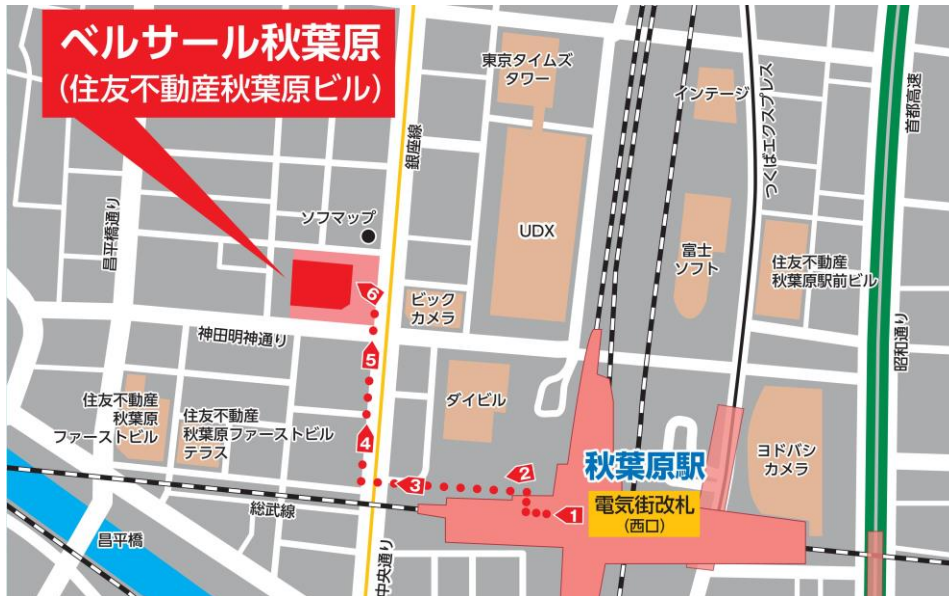 ベルサール秋葉原
(住友不動産秋葉原ビル)
東京タイムズ
タワー
インテージ
つくばエクスプレス
首都高速
銀座線
昌平橋通り
ソフマップ
UDX
富士
ソフト
住友不動産
秋葉原駅前ビル
ビック
カメラ
神田明神通り
昭和通り
6
5
4
3
2
1
ダイビル
住友不動産
秋葉原
ファーストビル
住友不動産
秋葉原ファーストビル
テラス
秋葉原駅
電気街改札
(西口)
ヨドバシ
カメラ
総武線
昌平橋
中央通り